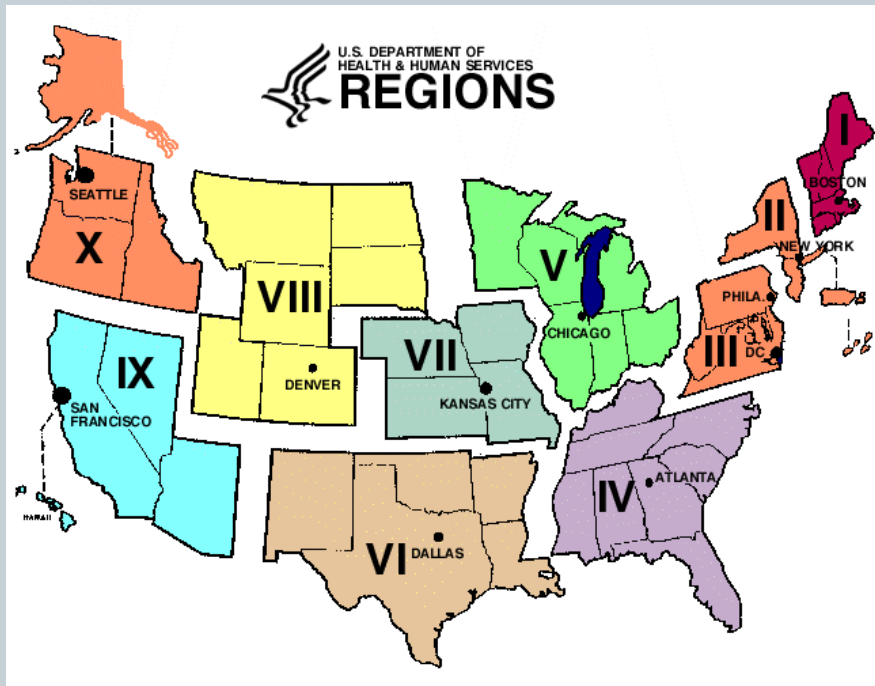 U.S. DEPARTMENT OF
HEALTH & HUMAN SERVICES
REGIONS
I
BOSTON
SEATTLE
II
X
NEW YORK
V
VIII
PHILA.
CHICAGO
III
DC
VII
IX
DENVER
KANSAS CITY
SAN
FRANCISCO
IV
ATLANTA
HAWAII
VI
DALLAS